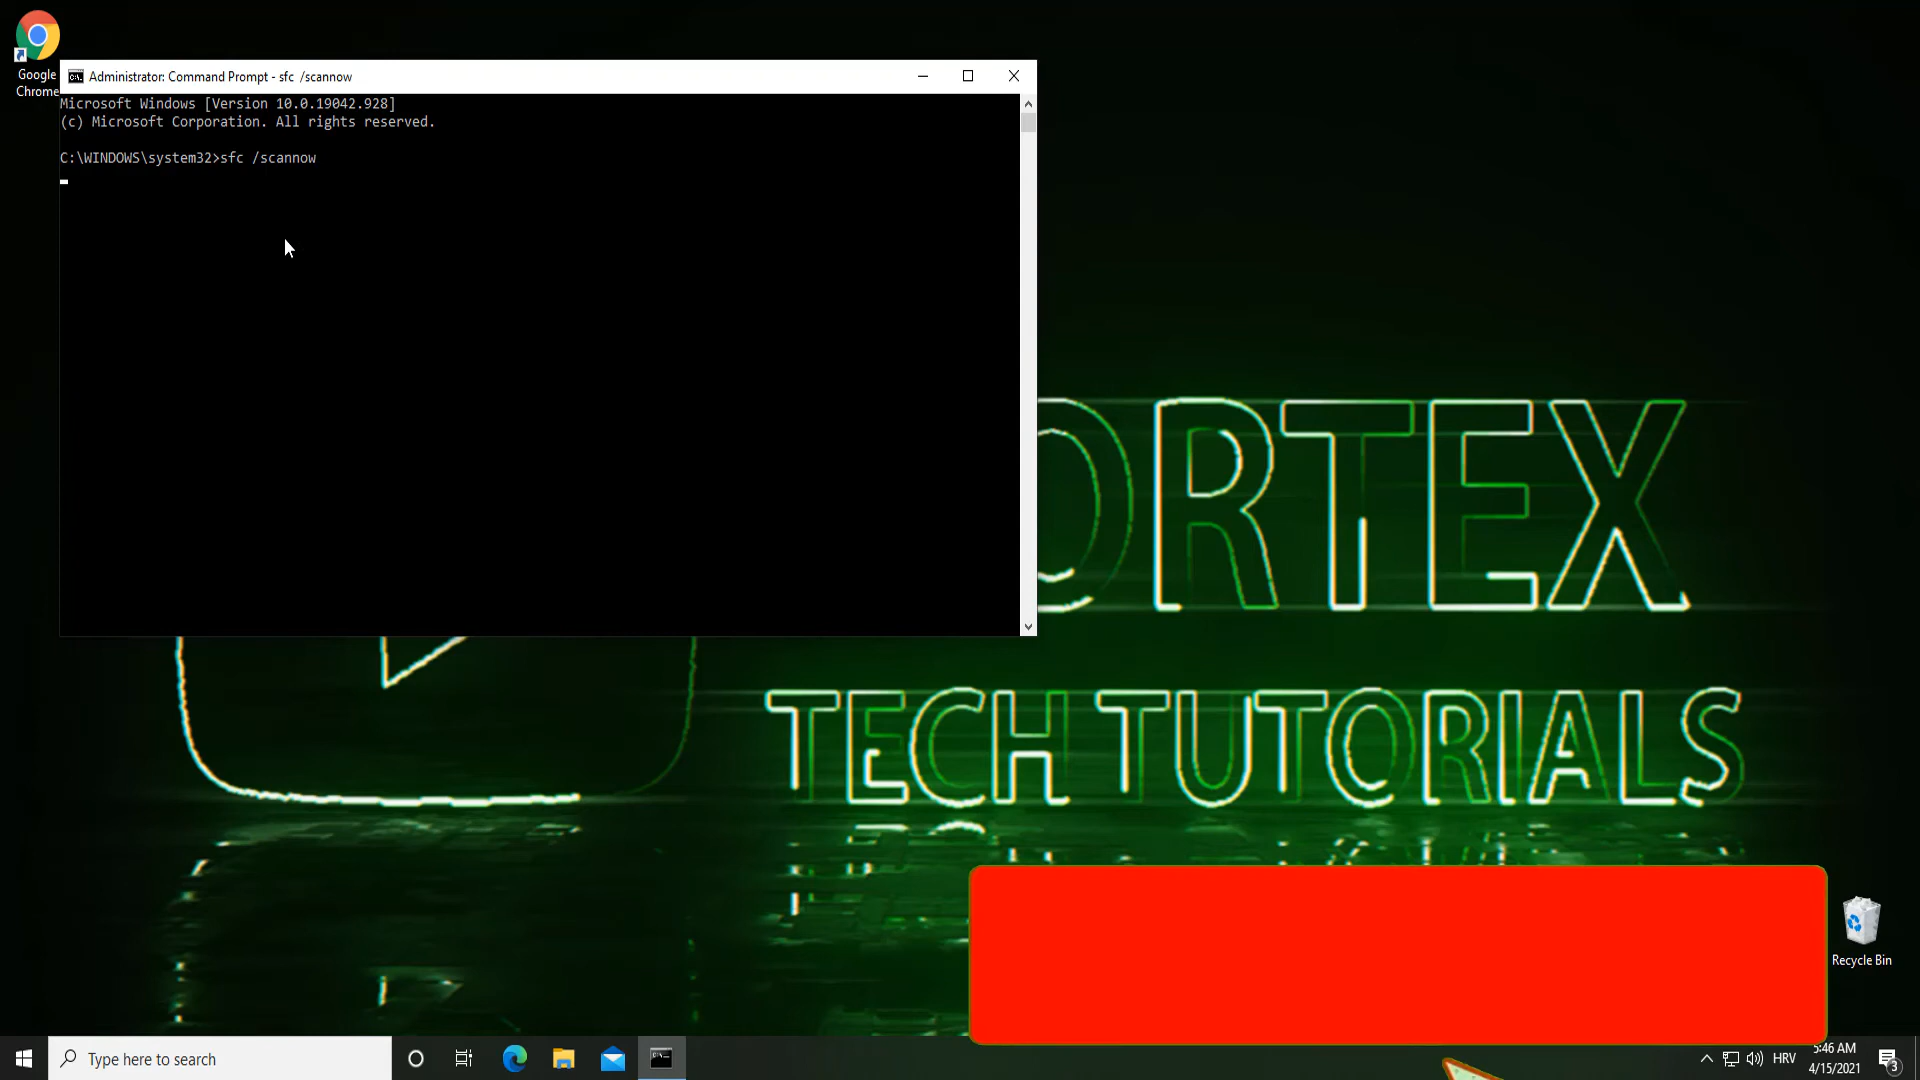 Google
Chrome
Administrator: Command Prompt - sfc /scannow
Microsoft Windows [Version 10.0.19042.928]
(c) Microsoft Corporation. All rights reserved.
C:\WINDOWS\system32>sfc /scannow
ORTEX
TECH TUTORIALS
Recycle Bin
Type here to search
HRV
5:46 AM
4/15/2021
3